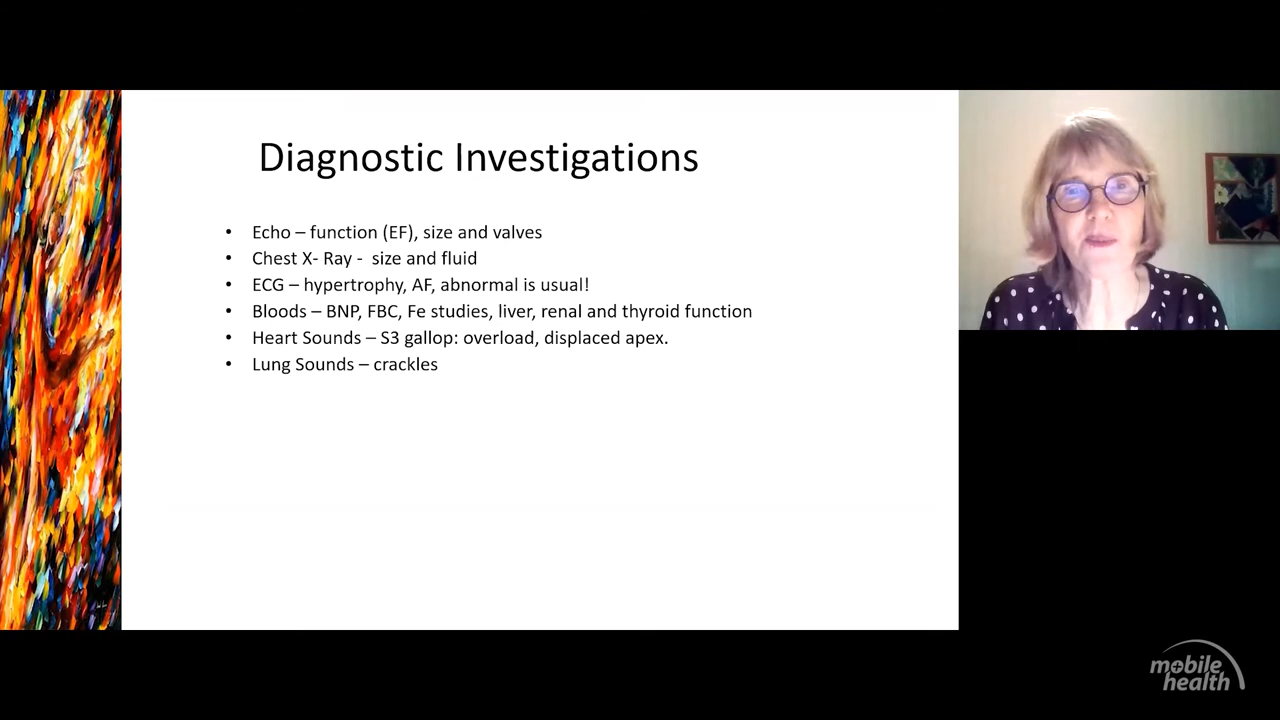 Diagnostic Investigations
• Echo – function (EF), size and valves
• Chest X- Ray - size and fluid
• ECG – hypertrophy, AF, abnormal is usual!
• Bloods – BNP, FBC, Fe studies, liver, renal and thyroid function
• Heart Sounds – S3 gallop: overload, displaced apex.
• Lung Sounds – crackles
mobile
health